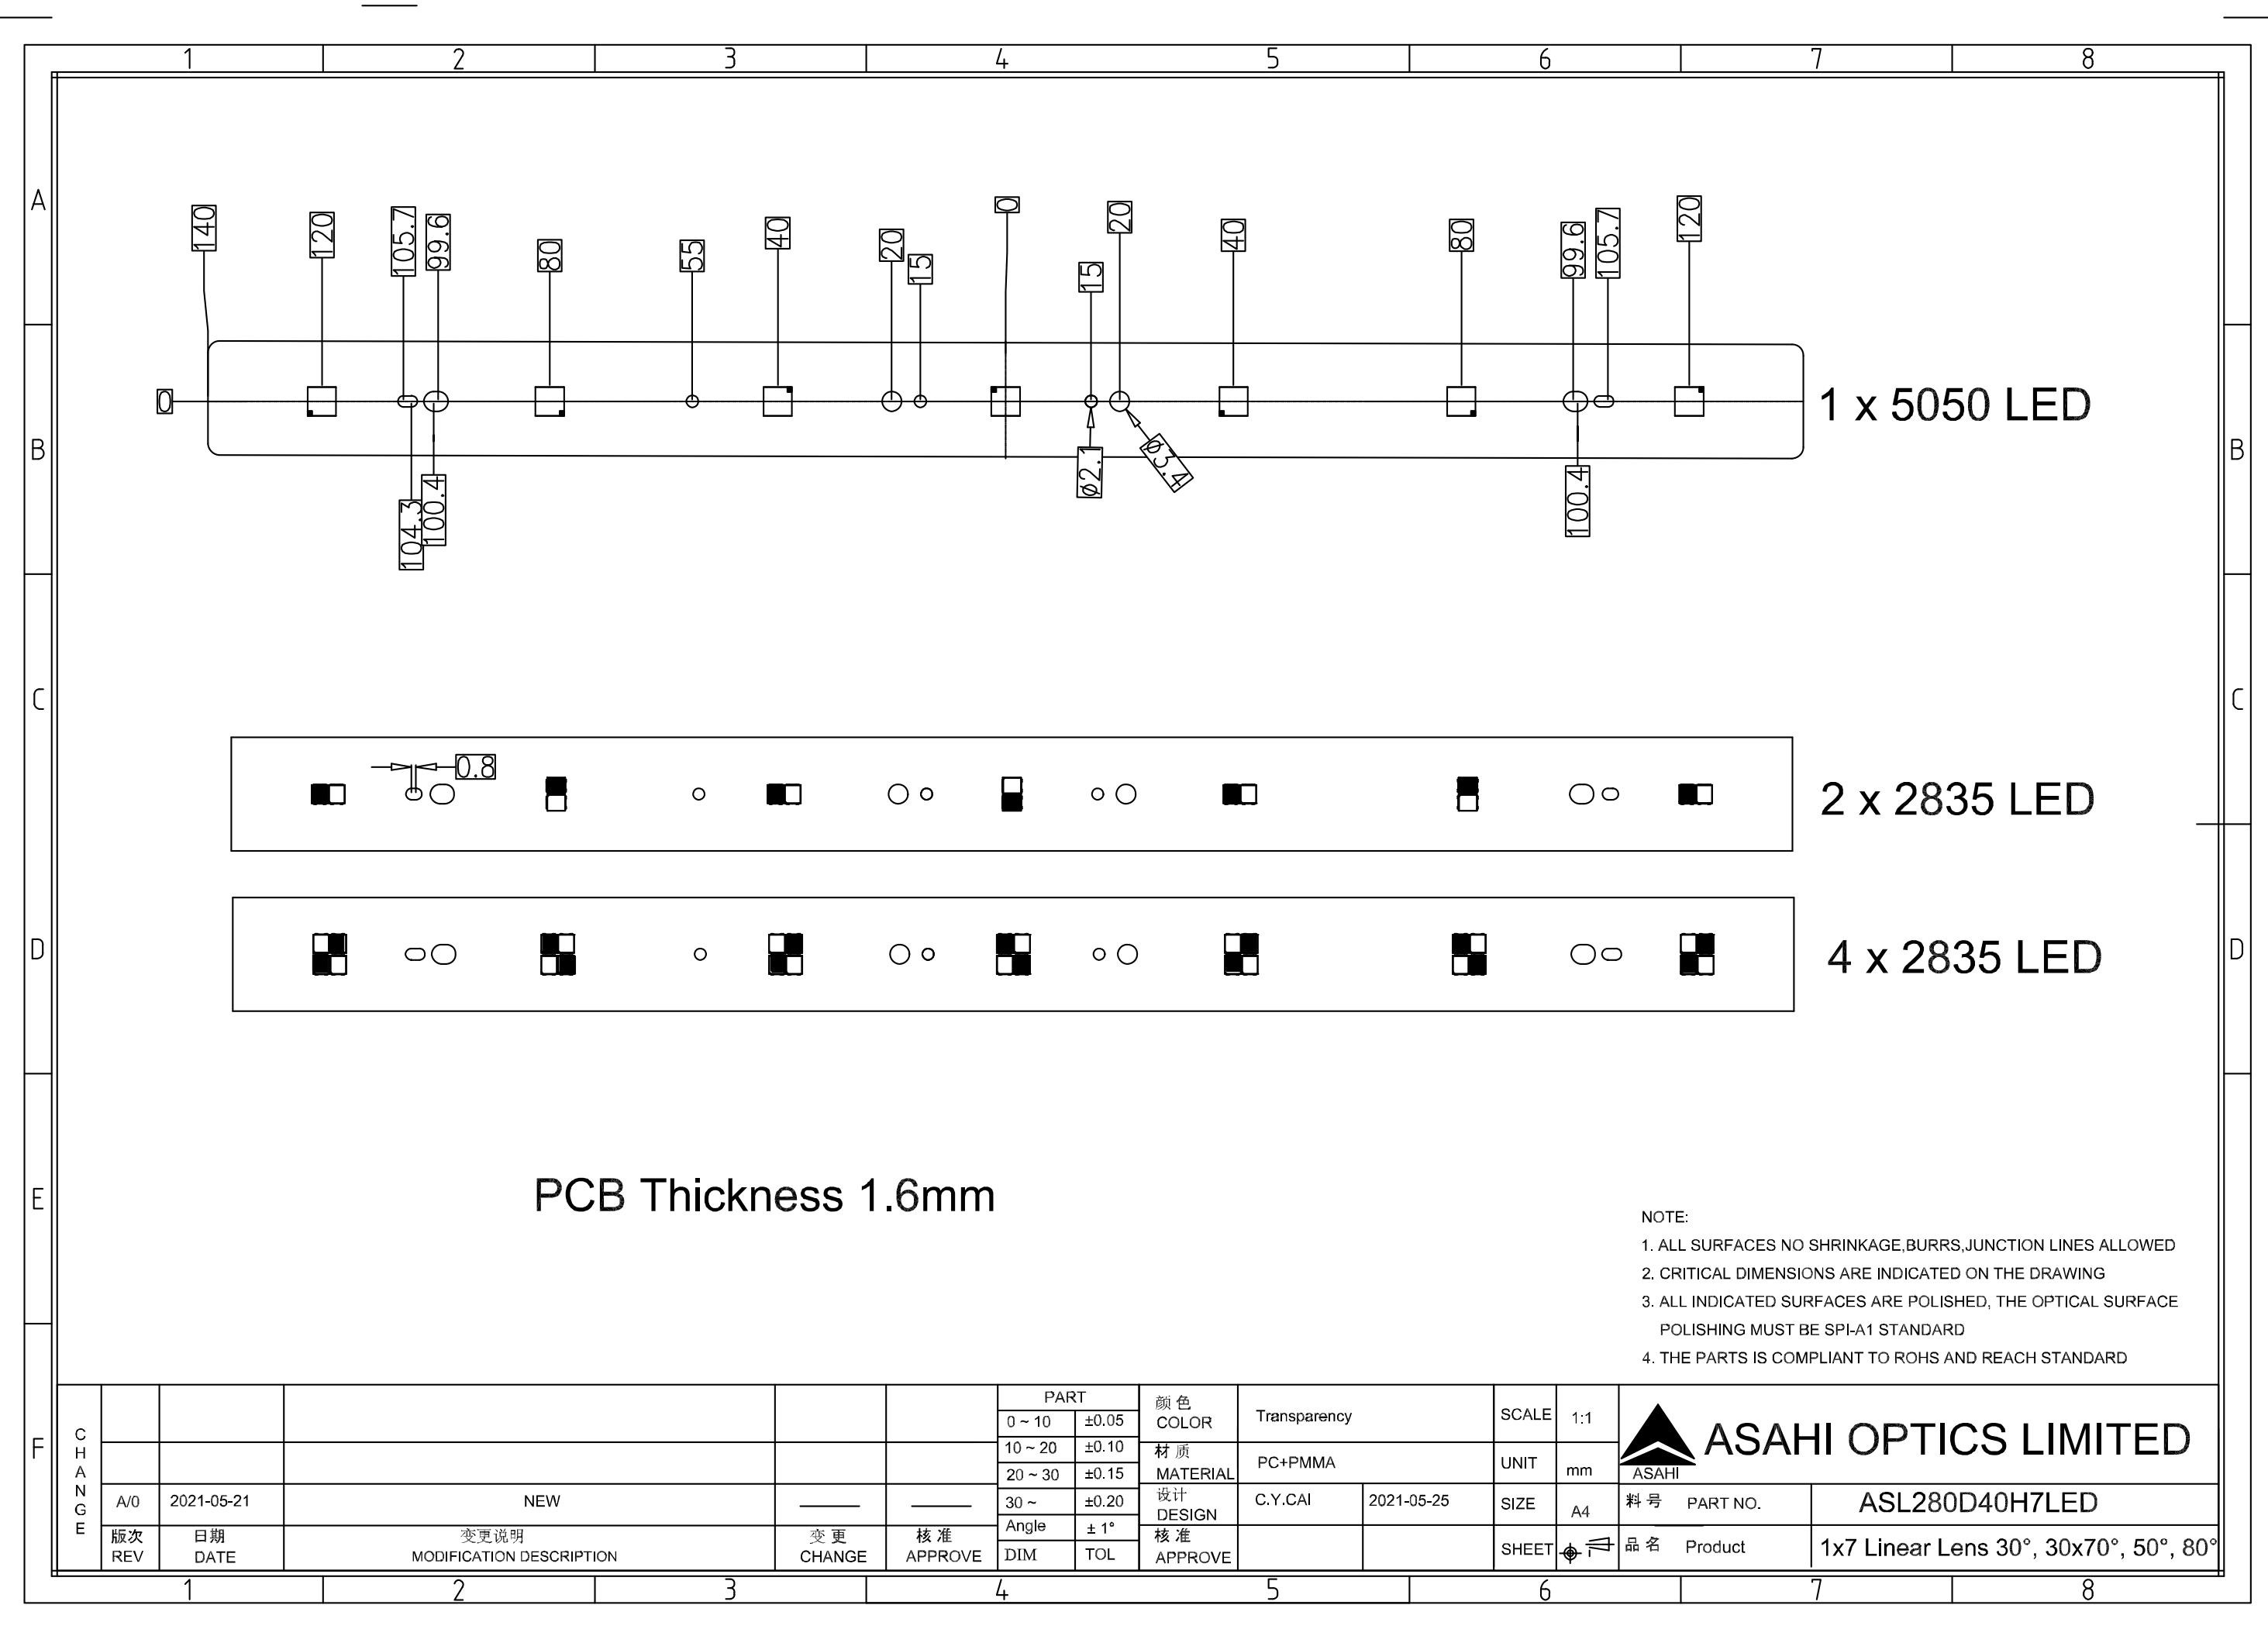 1 2 3 4 5 6 7 8
A
140 120 105.7 99.6 80 55 40 20 15 0 15 20 40 80 99.6 105.7 120
0
1 x 5050 LED
B B
104.3 100.4 ø2.1 ø3.4 100.4
C C
0.8
2 x 2835 LED
D D
4 x 2835 LED
E
PCB Thickness 1.6mm
NOTE:
1. ALL SURFACES NO SHRINKAGE,BURRS,JUNCTION LINES ALLOWED
2. CRITICAL DIMENSIONS ARE INDICATED ON THE DRAWING
3. ALL INDICATED SURFACES ARE POLISHED, THE OPTICAL SURFACE
POLISHING MUST BE SPI-A1 STANDARD
4. THE PARTS IS COMPLIANT TO ROHS AND REACH STANDARD
F
CHANGE
A/0 2021-05-21 NEW
版次 日期 变更说明 变更 核准
REV DATE MODIFICATION DESCRIPTION CHANGE APPROVE
PART
0 ~ 10 ±0.05
10 ~ 20 ±0.10
20 ~ 30 ±0.15
30 ~ ±0.20
Angle ± 1°
DIM TOL
颜色
COLOR Transparency
材质
MATERIAL PC+PMMA
设计
DESIGN C.Y.CAI 2021-05-25
核准
APPROVE
SCALE 1:1
UNIT mm
SIZE A4
SHEET
ASAHI
ASAHI OPTICS LIMITED
料号 PART NO. ASL280D40H7LED
品名 Product 1x7 Linear Lens 30°, 30x70°, 50°, 80°
1 2 3 4 5 6 7 8